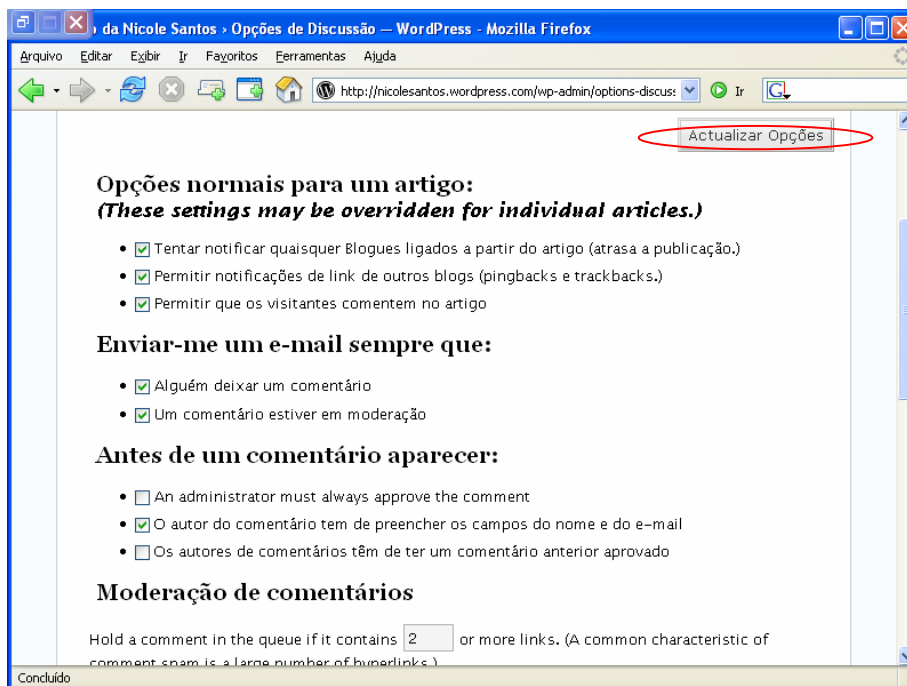 da Nicole Santos › Opções de Discussão — WordPress - Mozilla Firefox
Arquivo Editar Exibir Ir Favoritos Ferramentas Ajuda
http://nicolesantos.wordpress.com/wp-admin/options-discus Ir G
Actualizar Opções
Opções normais para um artigo:
(These settings may be overridden for individual articles.)
Tentar notificar quaisquer Blogues ligados a partir do artigo (atrasa a publicação.)
Permitir notificações de link de outros blogs (pingbacks e trackbacks.)
Permitir que os visitantes comentem no artigo
Enviar-me um e-mail sempre que:
Alguém deixar um comentário
Um comentário estiver em moderação
Antes de um comentário aparecer:
An administrator must always approve the comment
O autor do comentário tem de preencher os campos do nome e do e-mail
Os autores de comentários têm de ter um comentário anterior aprovado
Moderação de comentários
Hold a comment in the queue if it contains 2 or more links. (A common characteristic of
comment spam is a large number of hyperlinks.)
Concluído